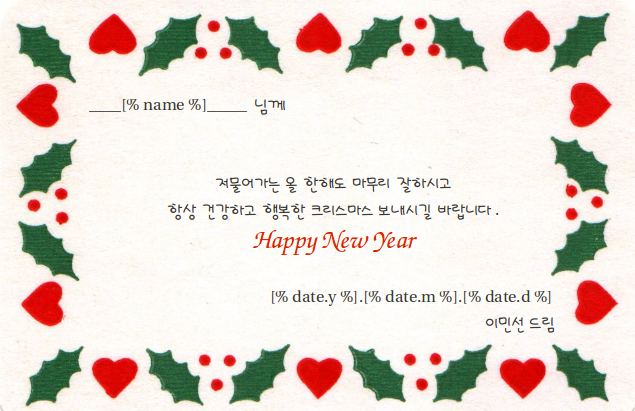 ____[% name %]_____ 님께
저물어가는 올 한해도 마무리 잘하시고
항상 건강하고 행복한 크리스마스 보내시길 바랍니다.
Happy New Year
[% date.y %].[% date.m %].[% date.d %]
이민선 드림